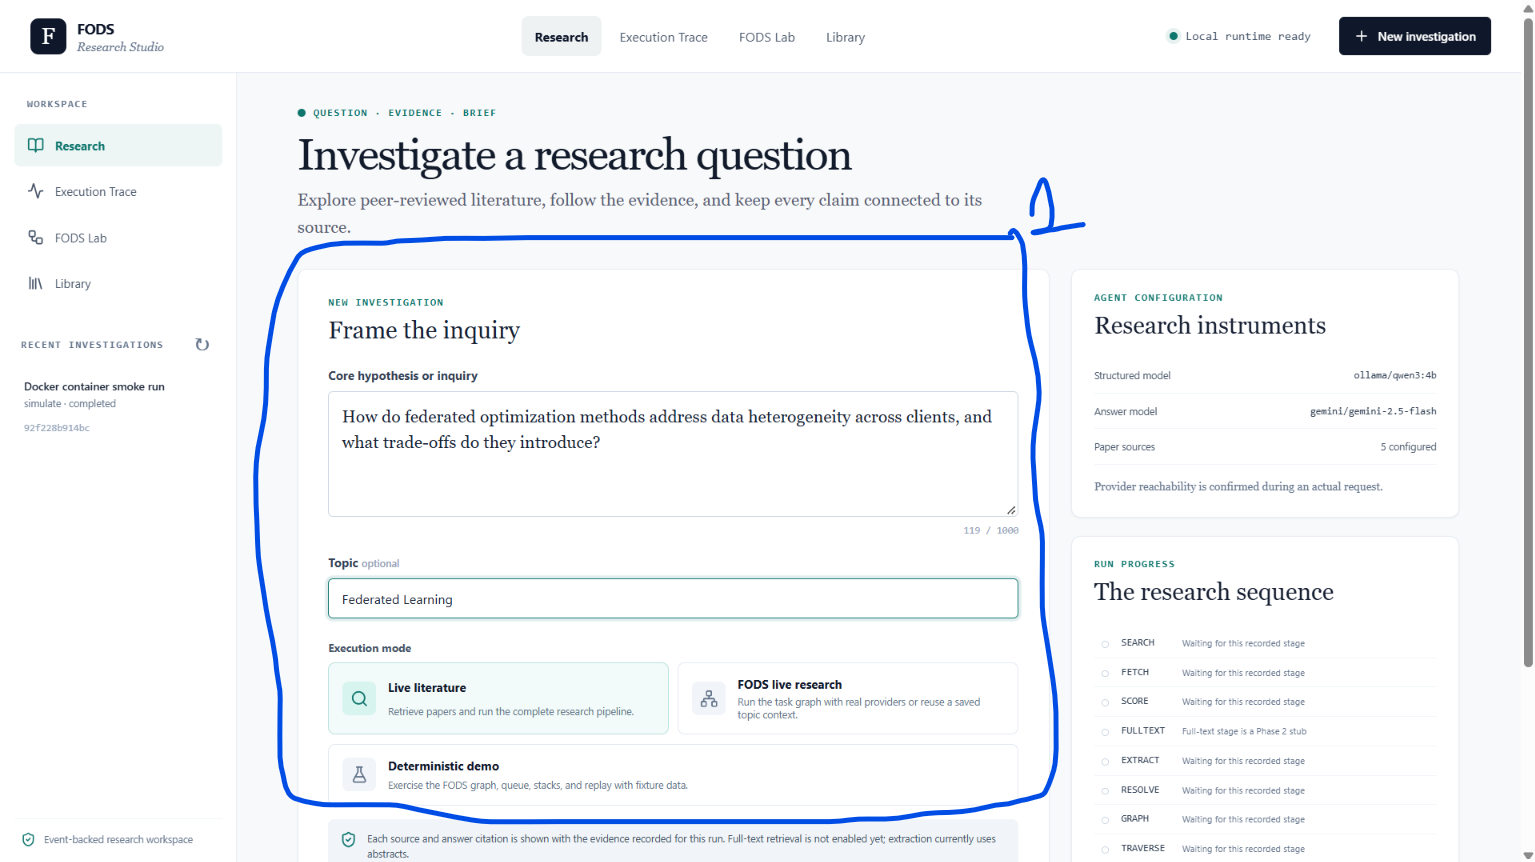 F
FODS
Research Studio
Research
Execution Trace
FODS Lab
Library
Local runtime ready
+ New investigation
WORKSPACE
Research
Execution Trace
FODS Lab
Library
RECENT INVESTIGATIONS
Docker container smoke run
simulate · completed
92f228b914bc
Event-backed research workspace
QUESTION · EVIDENCE · BRIEF
Investigate a research question
Explore peer-reviewed literature, follow the evidence, and keep every claim connected to its
source.
1
NEW INVESTIGATION
Frame the inquiry
Core hypothesis or inquiry
How do federated optimization methods address data heterogeneity across clients, and
what trade-offs do they introduce?
119 / 1000
Topic optional
Federated Learning
Execution mode
Live literature
Retrieve papers and run the complete research pipeline.
FODS live research
Run the task graph with real providers or reuse a saved
topic context.
Deterministic demo
Exercise the FODS graph, queue, stacks, and replay with fixture data.
Each source and answer citation is shown with the evidence recorded for this run. Full-text retrieval is not enabled yet; extraction currently uses
abstracts.
AGENT CONFIGURATION
Research instruments
Structured model ollama/qwen3:4b
Answer model gemini/gemini-2.5-flash
Paper sources 5 configured
Provider reachability is confirmed during an actual request.
RUN PROGRESS
The research sequence
SEARCH Waiting for this recorded stage
FETCH Waiting for this recorded stage
SCORE Waiting for this recorded stage
FULLTEXT Full-text stage is a Phase 2 stub
EXTRACT Waiting for this recorded stage
RESOLVE Waiting for this recorded stage
GRAPH Waiting for this recorded stage
TRAVERSE Waiting for this recorded stage